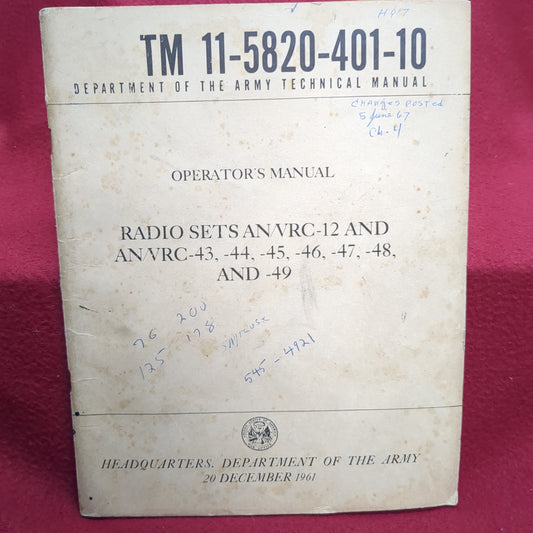 H917
TM 11-5820-401-10
DEPARTMENT OF THE ARMY TECHNICAL MANUAL
CHANGES POSTED
5 June 67
Ch. 4
OPERATOR'S MANUAL
RADIO SETS AN/VRC-12 AND
AN/VRC-43, -44, -45, -46, -47, -48,
AND -49
76 200
125 178
545 - 4921
HEADQUARTERS, DEPARTMENT OF THE ARMY
20 DECEMBER 1961